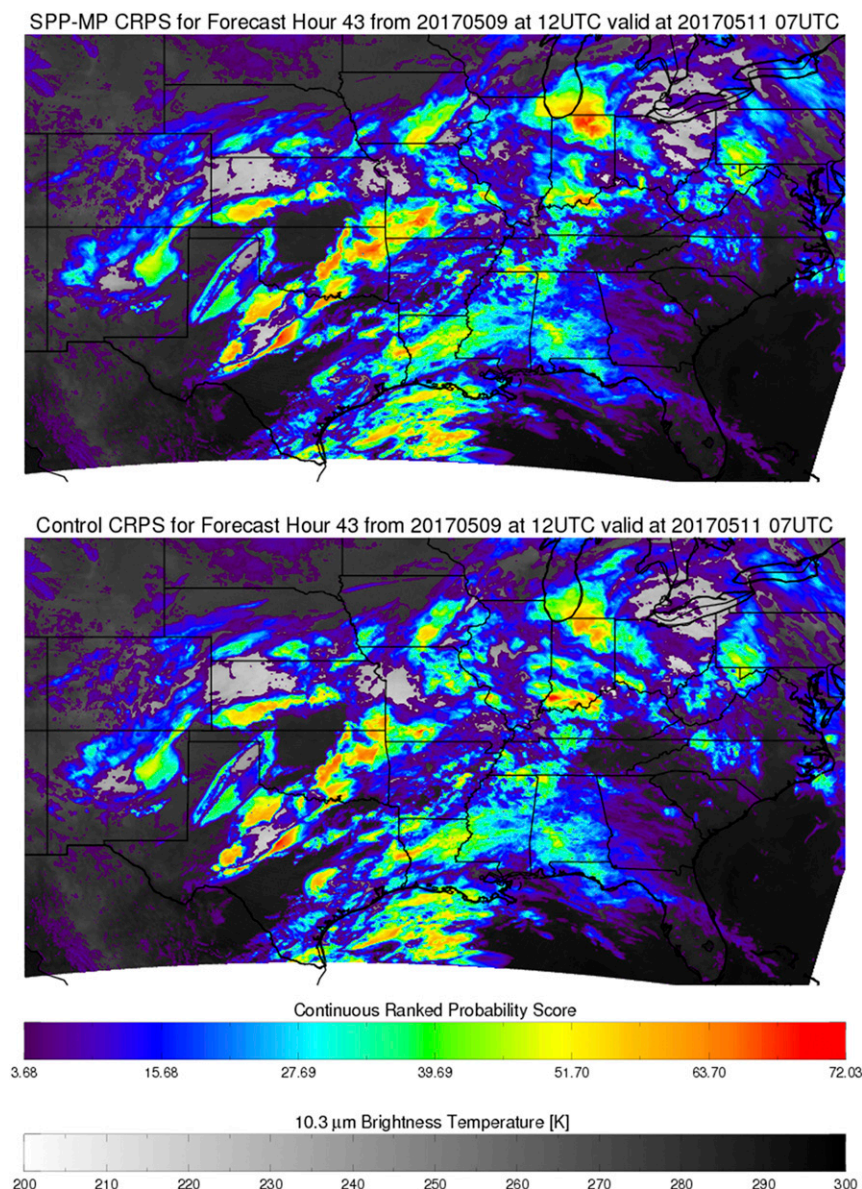 SPP-MP CRPS for Forecast Hour 43 from 20170509 at 12UTC valid at 20170511 07UTC
Control CRPS for Forecast Hour 43 from 20170509 at 12UTC valid at 20170511 07UTC
Continuous Ranked Probability Score
3.68 15.68 27.69 39.69 51.70 63.70 72.03
10.3 μm Brightness Temperature [K]
200 210 220 230 240 250 260 270 280 290 300